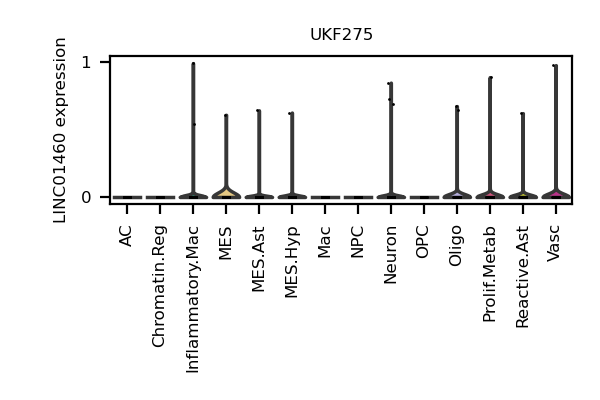 UKF275
LINC01460 expression
1
0
AC
Chromatin.Reg
Inflammatory.Mac
MES
MES.Ast
MES.Hyp
Mac
NPC
Neuron
OPC
Oligo
Prolif.Metab
Reactive.Ast
Vasc